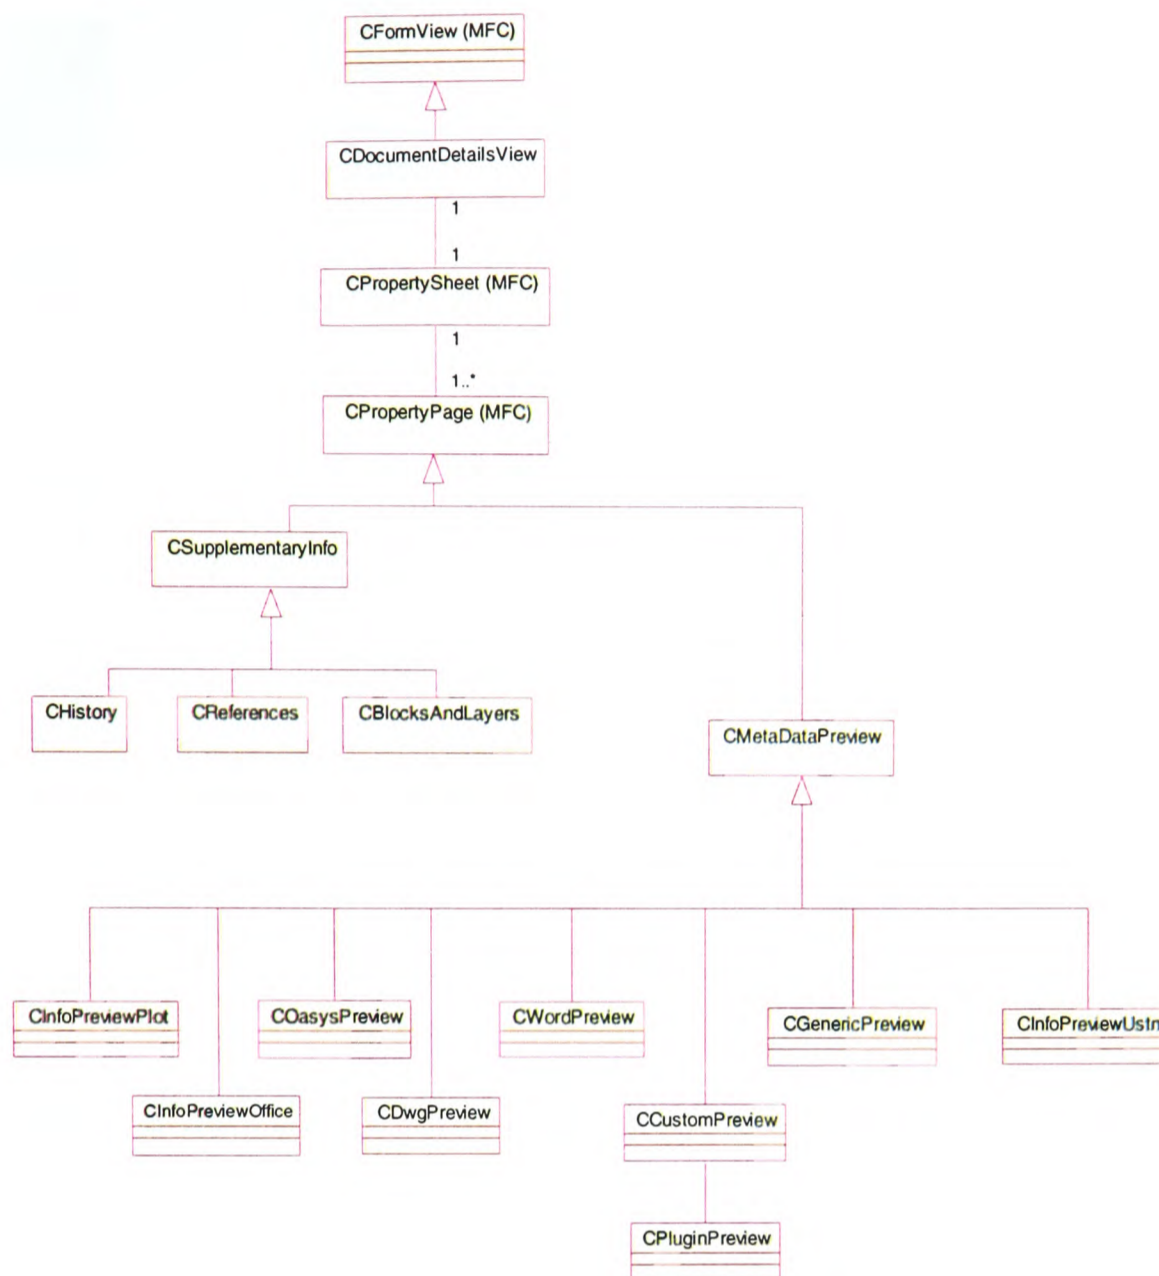 CFormView (MFC)
CDocumentDetailsView
1
1
CPropertySheet (MFC)
1
1..*
CPropertyPage (MFC)
CSupplementaryInfo
CHistory
CReferences
CBlocksAndLayers
CMetaDataPreview
CInfoPreviewPlot
COasysPreview
CWordPreview
CGenericPreview
CInfoPreviewUstn
CInfoPreviewOffice
CDwgPreview
CCustomPreview
CPluginPreview